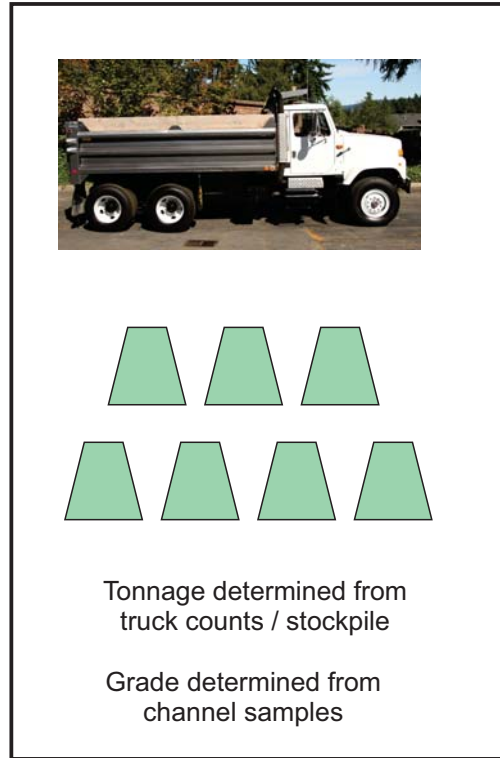 Tonnage determined from
truck counts / stockpile
Grade determined from
channel samples